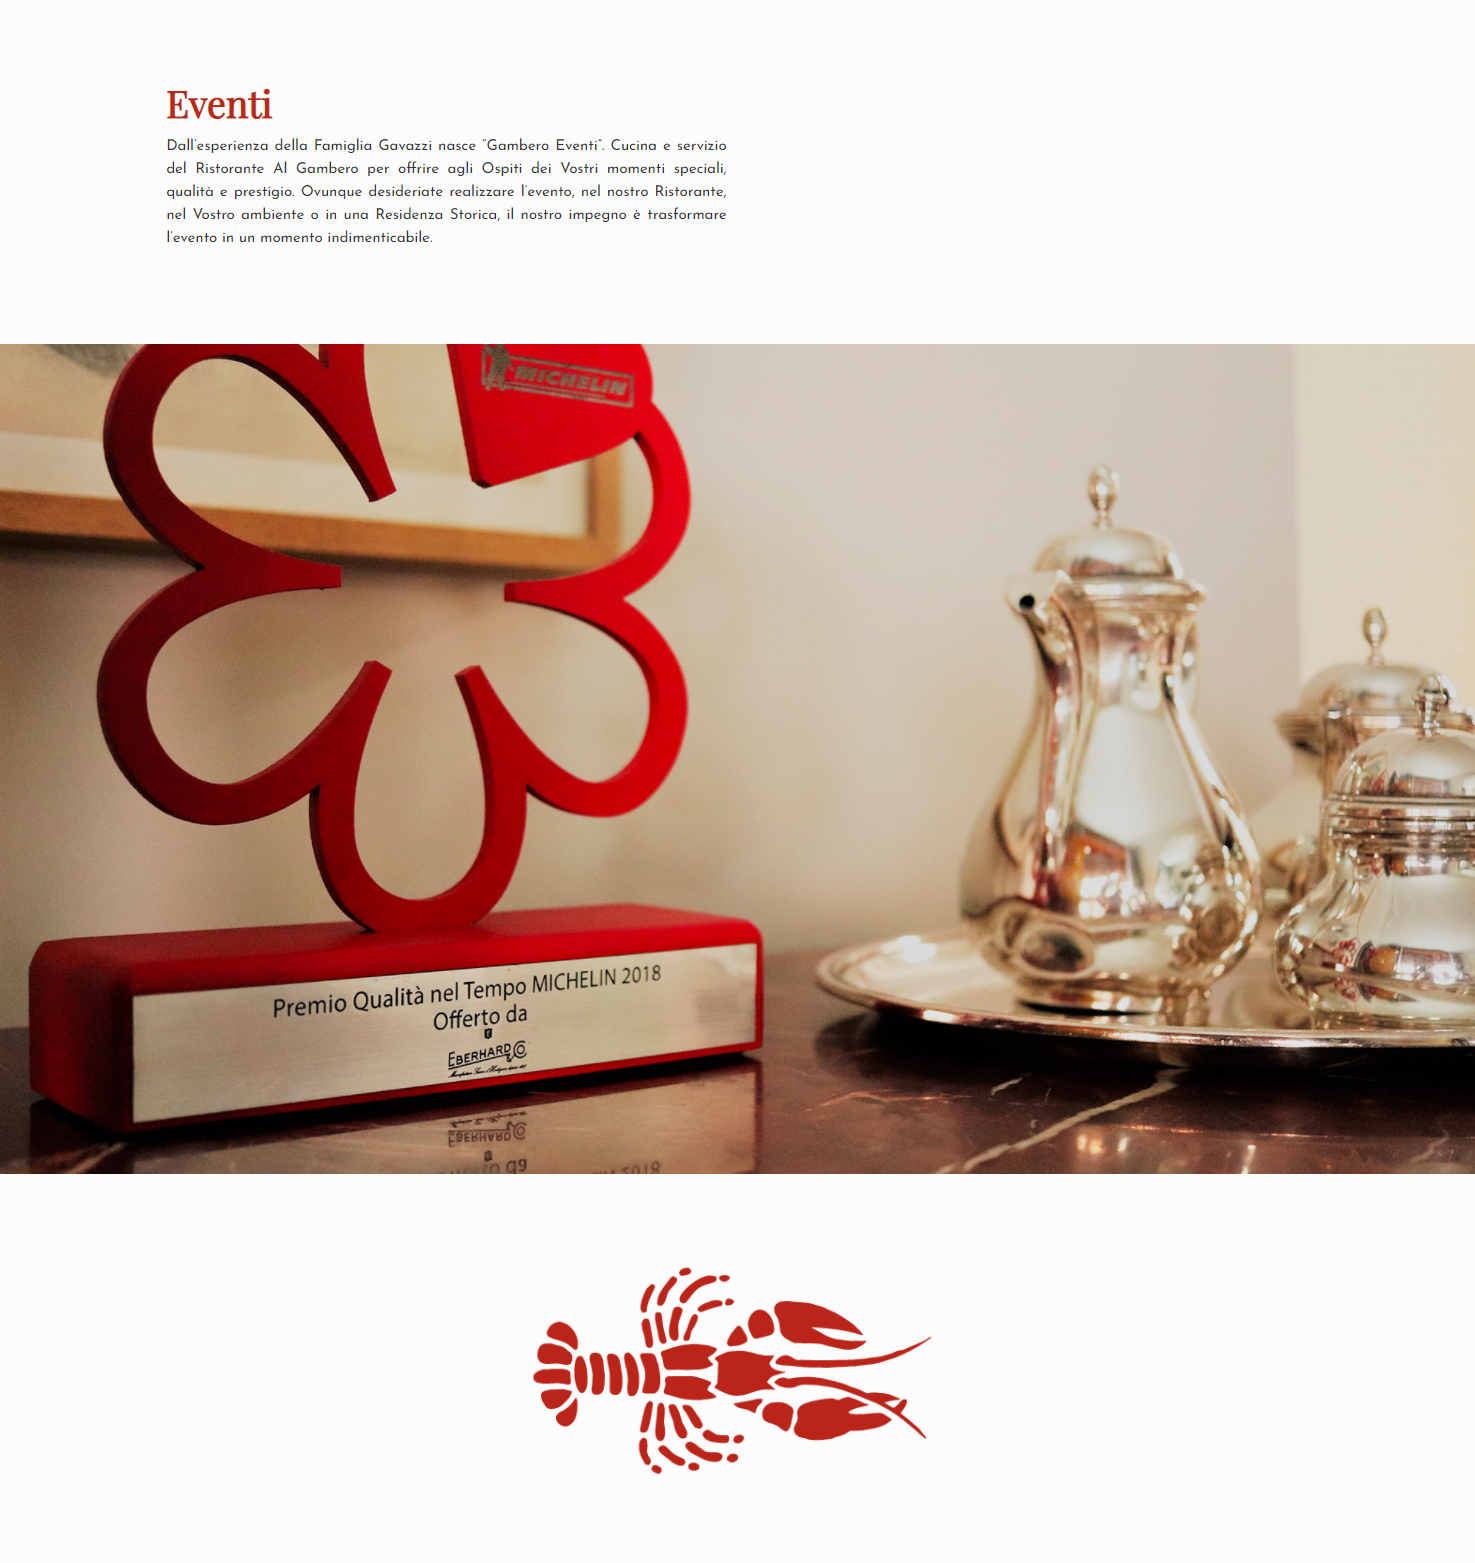 Eventi
Dall'esperienza della Famiglia Gavazzi nasce "Gambero Eventi". Cucina e servizio
del Ristorante Al Gambero per offrire agli Ospiti dei Vostri momenti speciali,
qualità e prestigio. Ovunque desideriate realizzare l'evento, nel nostro Ristorante,
nel Vostro ambiente o in una Residenza Storica, il nostro impegno è trasformare
l'evento in un momento indimenticabile.
MICHELIN
Premio Qualità nel Tempo MICHELIN 2018
Offerto da
EBERHARD & CO